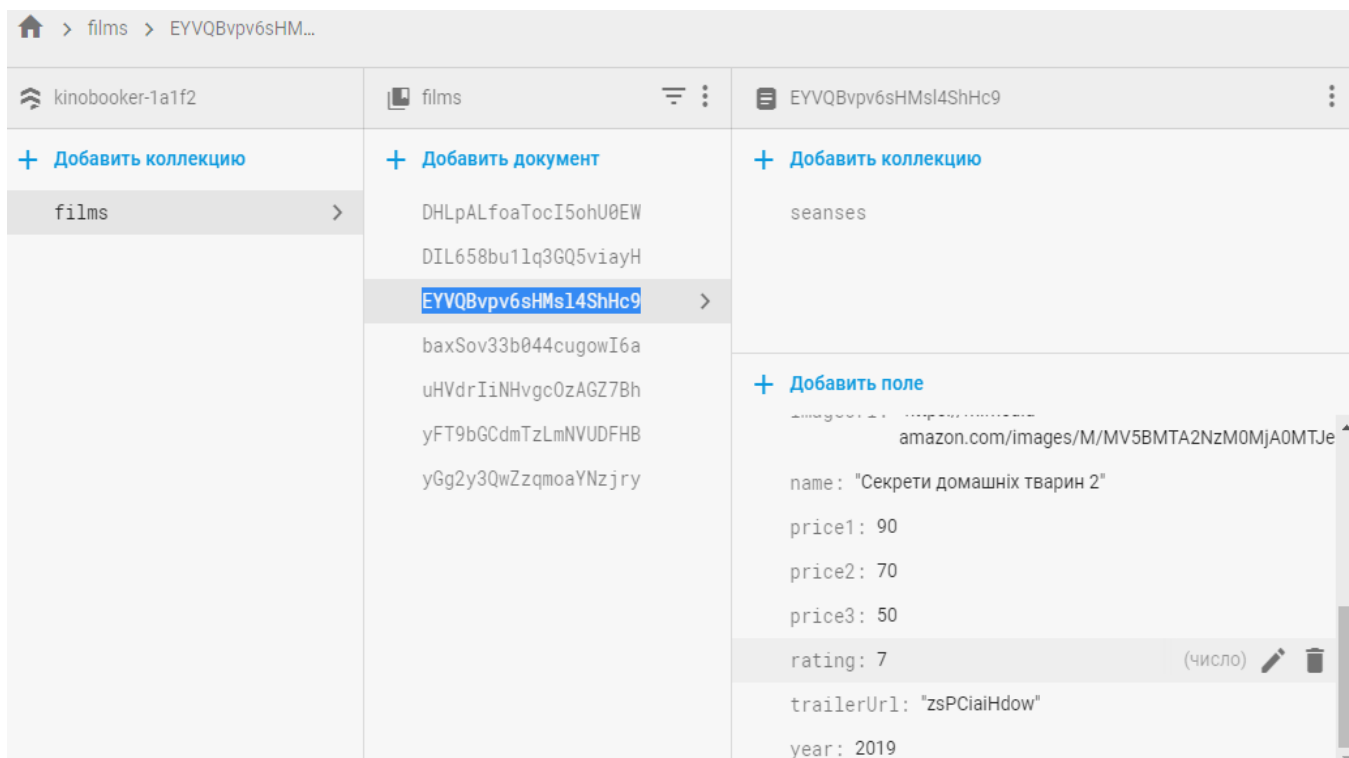 films EYVQBvpv6sHM...
kinobooker-1a1f2
films
EYVQBvpv6sHMsl4ShHc9
Добавить коллекцию
Добавить документ
Добавить коллекцию
films
DHLpALfoaTocI5ohU0EW
DIL658bu1lq3GQ5viayH
EYVQBvpv6sHMsl4ShHc9
baxSov33b044cugowI6a
uHVdrIiNHvgcOzAGZ7Bh
yFT9bGCdmTzLmNVUDFHB
yGg2y3QwZzqmoaYNzjry
seanses
Добавить поле
amazon.com/images/M/MV5BMTA2NzM0MjA0MTJe
name: "Секрети домашніх тварин 2"
price1: 90
price2: 70
price3: 50
rating: 7 (число)
trailerUrl: "zsPCiaiHdow"
year: 2019